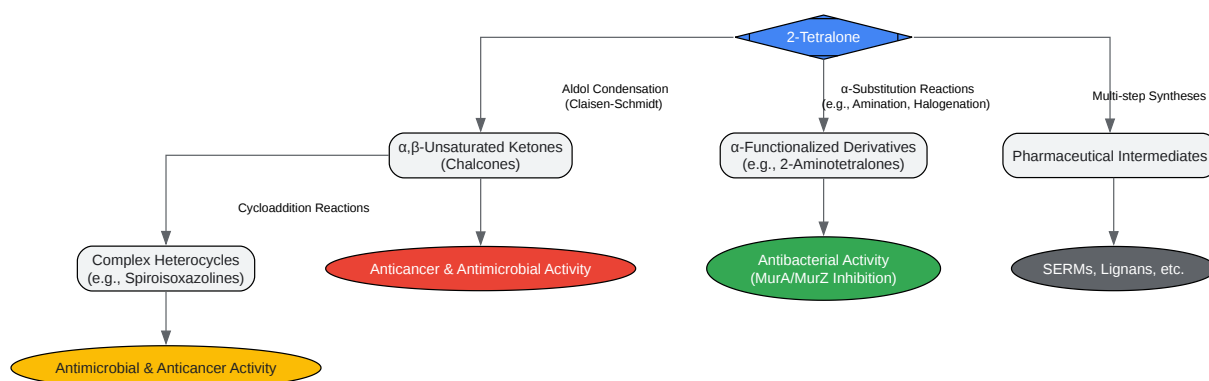 2-Tetralone
Aldol Condensation
(Claisen-Schmidt)
α-Substitution Reactions
(e.g., Amination, Halogenation)
Multi-step Syntheses
α,β-Unsaturated Ketones
(Chalcones)
α-Functionalized Derivatives
(e.g., 2-Aminotetralones)
Pharmaceutical Intermediates
Cycloaddition Reactions
Complex Heterocycles
(e.g., Spiroisoxazolines)
Anticancer & Antimicrobial Activity
Antibacterial Activity
(MurA/MurZ Inhibition)
SERMs, Lignans, etc.
Antimicrobial & Anticancer Activity